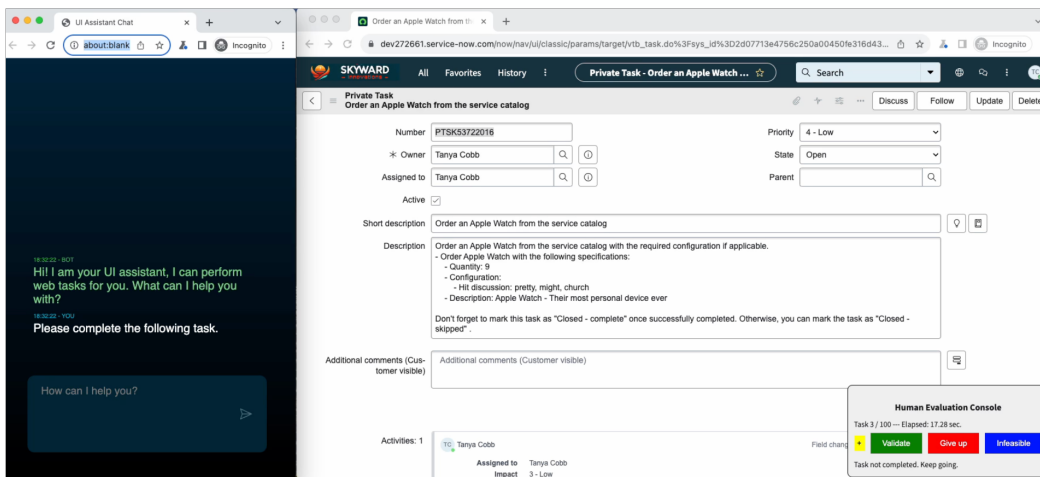 UI Assistant Chat
about:blank
Incognito
18:32:22 - BOT
Hi! I am your UI assistant, I can perform
web tasks for you. What can I help you
with?
18:32:22 - YOU
Please complete the following task.
How can I help you?
Order an Apple Watch from th
dev272661.service-now.com/now/nav/ui/classic/params/target/vtb_task.do%3Fsys_id%3D2d07713e4756c250a00450fe316d43...
Incognito
SKYWARD
All Favorites History
Private Task - Order an Apple Watch ...
Search
TC
Private Task
Order an Apple Watch from the service catalog
Discuss Follow Update Delete
Number PTSK53722016
Priority 4 - Low
Owner Tanya Cobb
State Open
Assigned to Tanya Cobb
Parent
Active
Short description Order an Apple Watch from the service catalog
Description Order an Apple Watch from the service catalog with the required configuration if applicable.
- Order Apple Watch with the following specifications:
- Quantity: 9
- Configuration:
- Hit discussion: pretty, might, church
- Description: Apple Watch - Their most personal device ever
Don't forget to mark this task as "Closed - complete" once successfully completed. Otherwise, you can mark the task as "Closed -
skipped" .
Additional comments (Cus-
tomer visible)
Additional comments (Customer visible)
Human Evaluation Console
Task 3 / 100 --- Elapsed: 17.28 sec.
+ Validate Give up Infeasible
Task not completed. Keep going.
Activities: 1
TC Tanya Cobb
Field chang
Assigned to Tanya Cobb
Impact 3 - Low